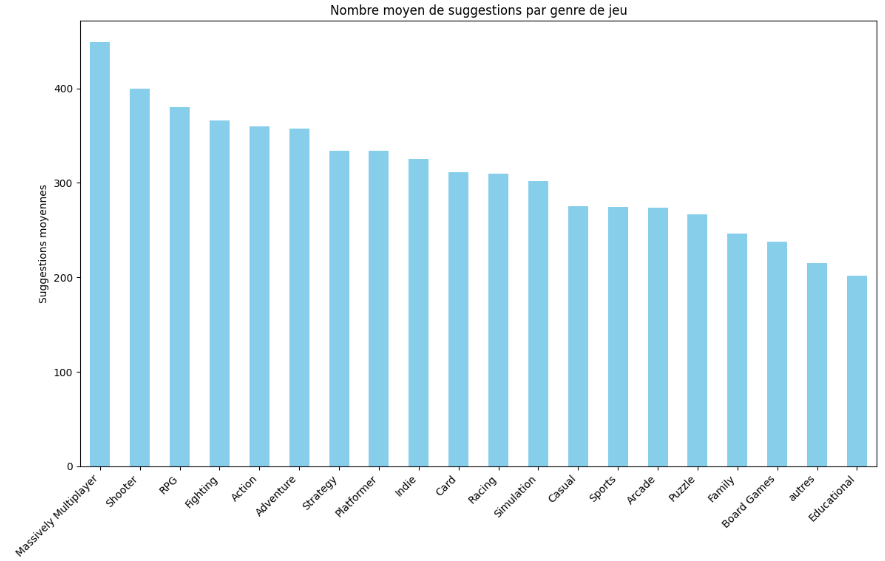 Nombre moyen de suggestions par genre de jeu
Suggestions moyennes
400
300
200
100
0
Massively Multiplayer
Shooter
RPG
Fighting
Action
Adventure
Strategy
Platformer
Indie
Card
Racing
Simulation
Casual
Sports
Arcade
Puzzle
Family
Board Games
autres
Educational